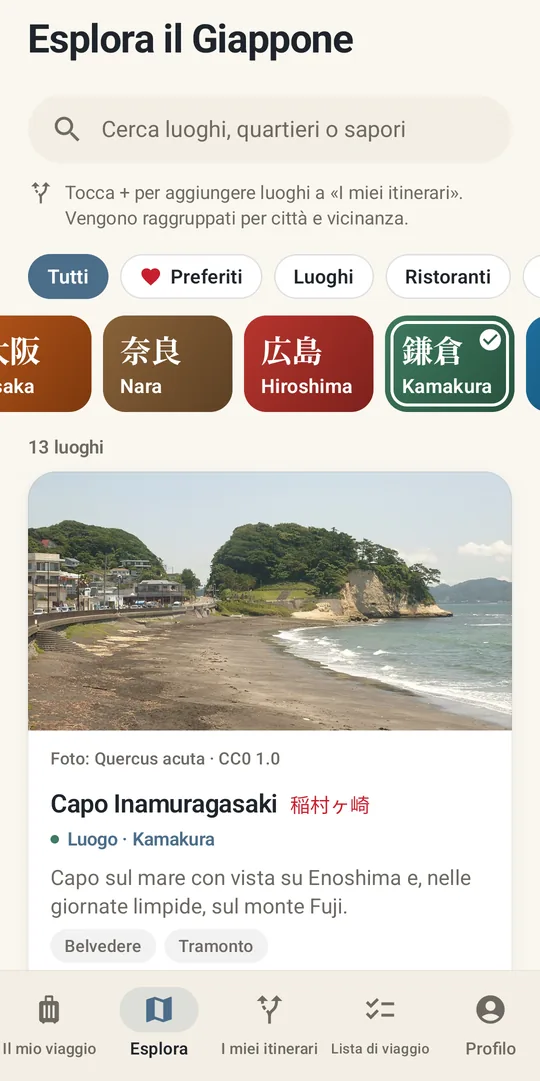 Esplora il Giappone
Cerca luoghi, quartieri o sapori
Tocca + per aggiungere luoghi a «I miei itinerari».
Vengono raggruppati per città e vicinanza.
Tutti
Preferiti
Luoghi
Ristoranti
大阪
saka
奈良
Nara
広島
Hiroshima
鎌倉
Kamakura
13 luoghi
Foto: Quercus acuta · CC0 1.0
Capo Inamuragasaki 稲村ヶ崎
Luogo · Kamakura
Capo sul mare con vista su Enoshima e, nelle
giornate limpide, sul monte Fuji.
Belvedere
Tramonto
Il mio viaggio
Esplora
I miei itinerari
Lista di viaggio
Profilo